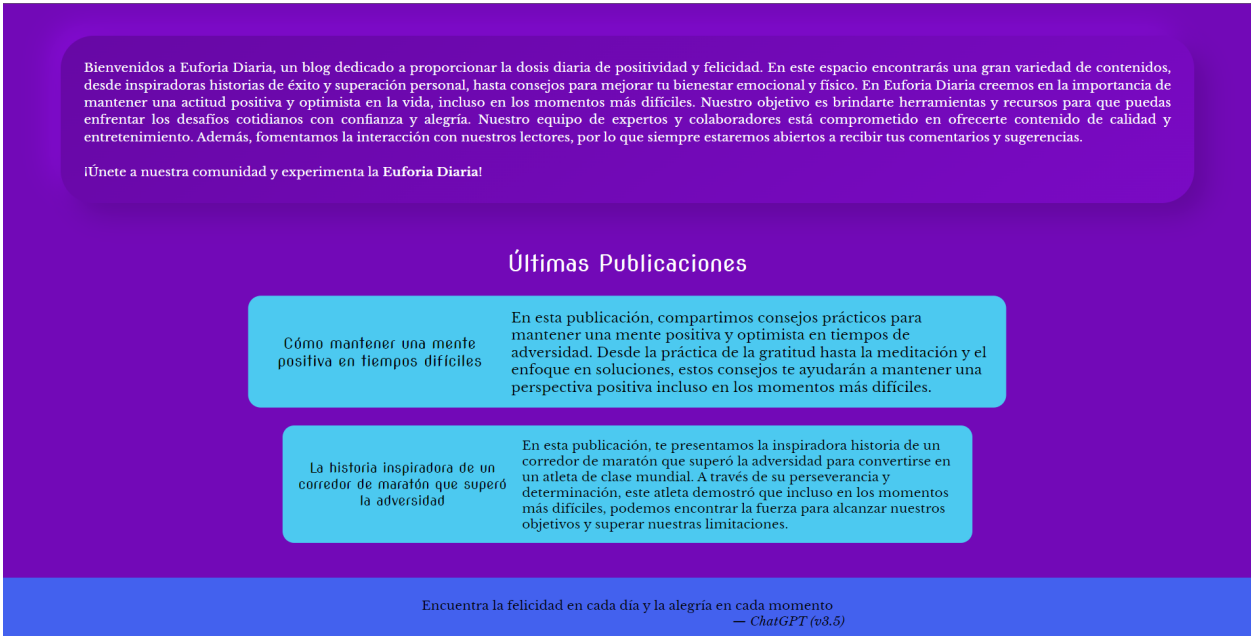 Bienvenidos a Euforia Diaria, un blog dedicado a proporcionar la dosis diaria de positividad y felicidad. En este espacio encontrarás una gran variedad de contenidos,
desde inspiradoras historias de éxito y superación personal, hasta consejos para mejorar tu bienestar emocional y físico. En Euforia Diaria creemos en la importancia de
mantener una actitud positiva y optimista en la vida, incluso en los momentos más difíciles. Nuestro objetivo es brindarte herramientas y recursos para que puedas
enfrentar los desafíos cotidianos con confianza y alegría. Nuestro equipo de expertos y colaboradores está comprometido en ofrecerte contenido de calidad y
entretenimiento. Además, fomentamos la interacción con nuestros lectores, por lo que siempre estaremos abiertos a recibir tus comentarios y sugerencias.
¡Únete a nuestra comunidad y experimenta la Euforia Diaria!
Últimas Publicaciones
Cómo mantener una mente
positiva en tiempos difíciles
En esta publicación, compartimos consejos prácticos para
mantener una mente positiva y optimista en tiempos de
adversidad. Desde la práctica de la gratitud hasta la meditación y el
enfoque en soluciones, estos consejos te ayudarán a mantener una
perspectiva positiva incluso en los momentos más difíciles.
La historia inspiradora de un
corredor de maratón que superó
la adversidad
En esta publicación, te presentamos la inspiradora historia de un
corredor de maratón que superó la adversidad para convertirse en
un atleta de clase mundial. A través de su perseverancia y
determinación, este atleta demostró que incluso en los momentos
más difíciles, podemos encontrar la fuerza para alcanzar nuestros
objetivos y superar nuestras limitaciones.
Encuentra la felicidad en cada día y la alegría en cada momento
— ChatGPT (v3.5)